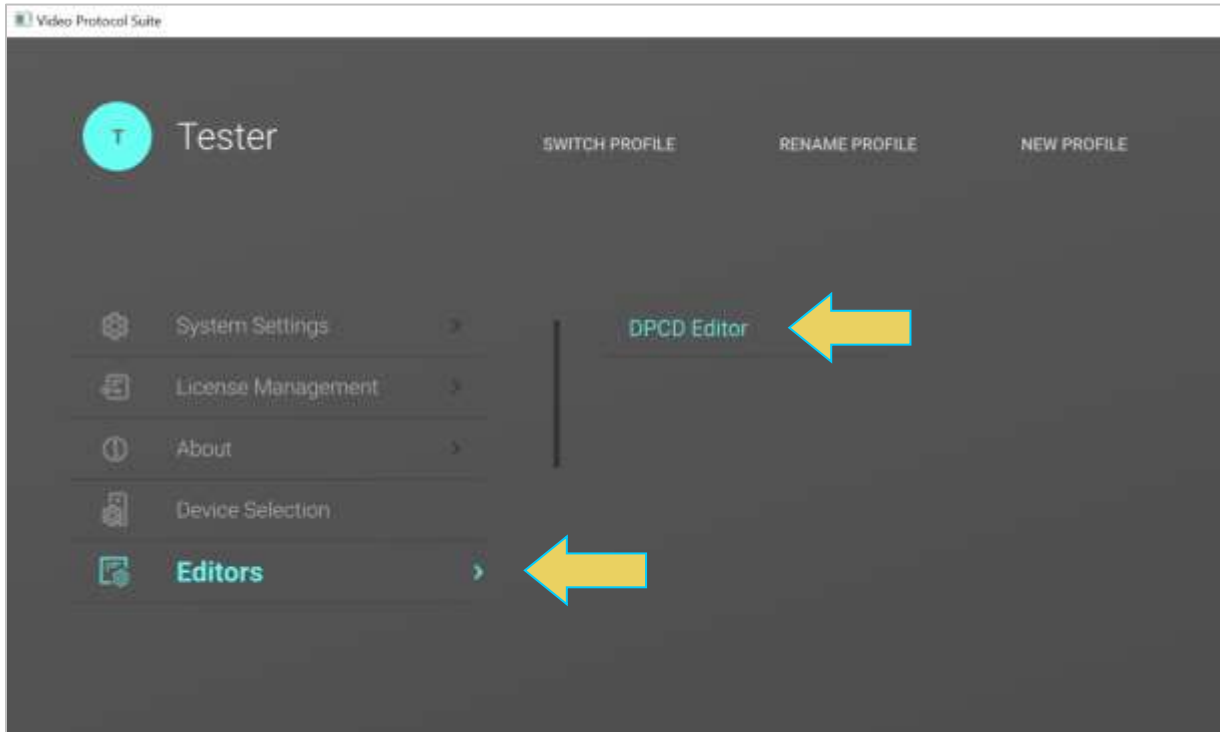 Video Protocol Suite
T
Tester
SWITCH PROFILE
RENAME PROFILE
NEW PROFILE
System Settings
DPCD Editor
License Management
About
Device Selection
Editors